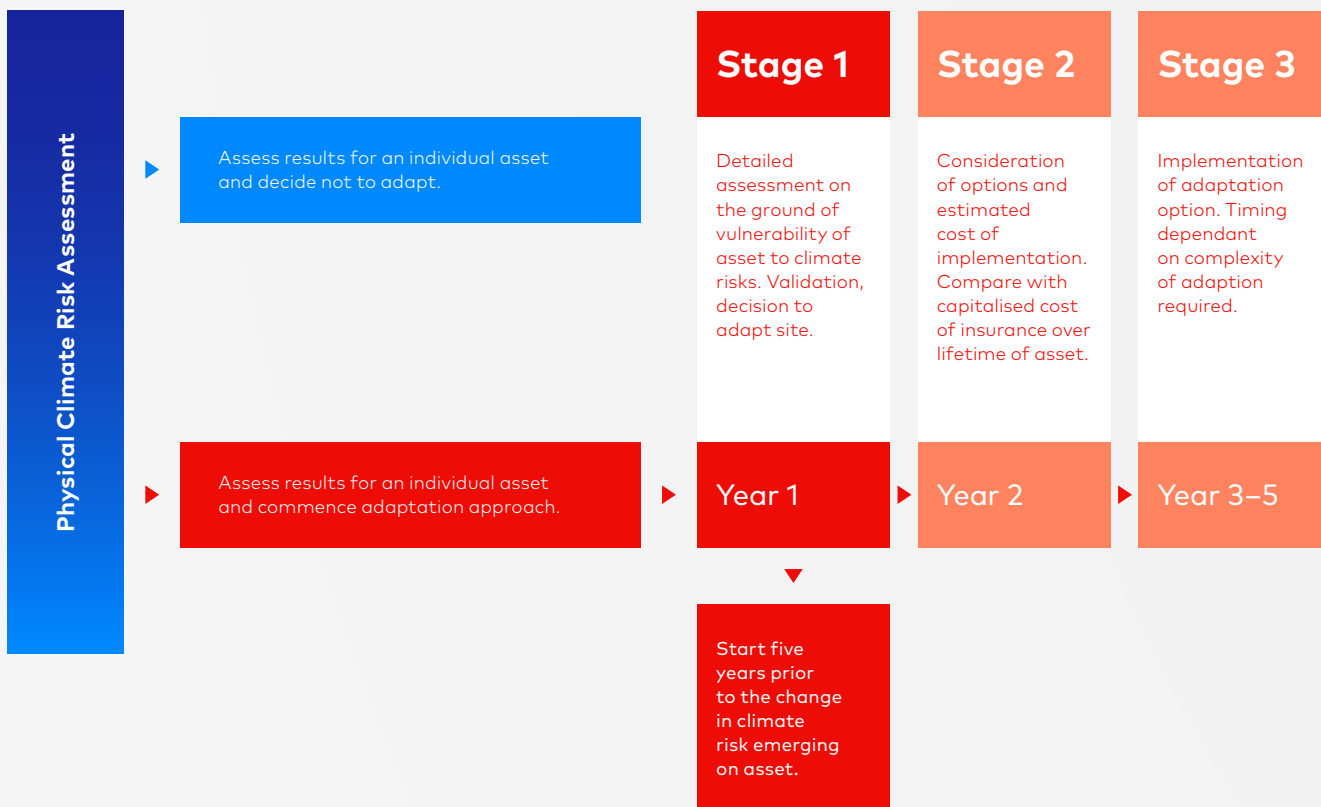 Physical Climate Risk Assessment
Assess results for an individual asset
and decide not to adapt.
Assess results for an individual asset
and commence adaptation approach.
Stage 1
Detailed
assessment on
the ground of
vulnerability of
asset to climate
risks. Validation,
decision to
adapt site.
Year 1
Start five
years prior
to the change
in climate
risk emerging
on asset.
Stage 2
Consideration
of options and
estimated
cost of
implementation.
Compare with
capitalised cost
of insurance over
lifetime of asset.
Year 2
Stage 3
Implementation
of adaptation
option. Timing
dependant
on complexity
of adaption
required.
Year 3–5